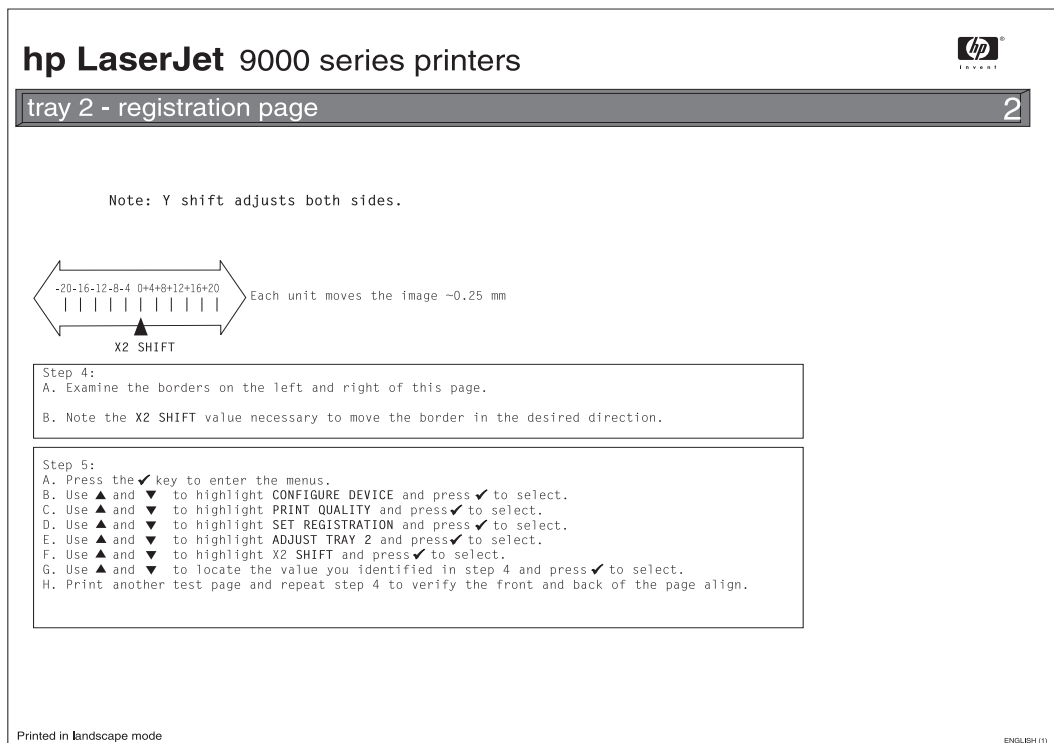 hp LaserJet 9000 series printers
hp®
invent
tray 2 - registration page 2
Note: Y shift adjusts both sides.
-20-16-12-8-4 0+4+8+12+16+20
Each unit moves the image ~0.25 mm
X2 SHIFT
Step 4:
A. Examine the borders on the left and right of this page.
B. Note the X2 SHIFT value necessary to move the border in the desired direction.
Step 5:
A. Press the ✔ key to enter the menus.
B. Use ▲ and ▼ to highlight CONFIGURE DEVICE and press ✔ to select.
C. Use ▲ and ▼ to highlight PRINT QUALITY and press ✔ to select.
D. Use ▲ and ▼ to highlight SET REGISTRATION and press ✔ to select.
E. Use ▲ and ▼ to highlight ADJUST TRAY 2 and press ✔ to select.
F. Use ▲ and ▼ to highlight X2 SHIFT and press ✔ to select.
G. Use ▲ and ▼ to locate the value you identified in step 4 and press ✔ to select.
H. Print another test page and repeat step 4 to verify the front and back of the page align.
Printed in landscape mode
ENGLISH (1)